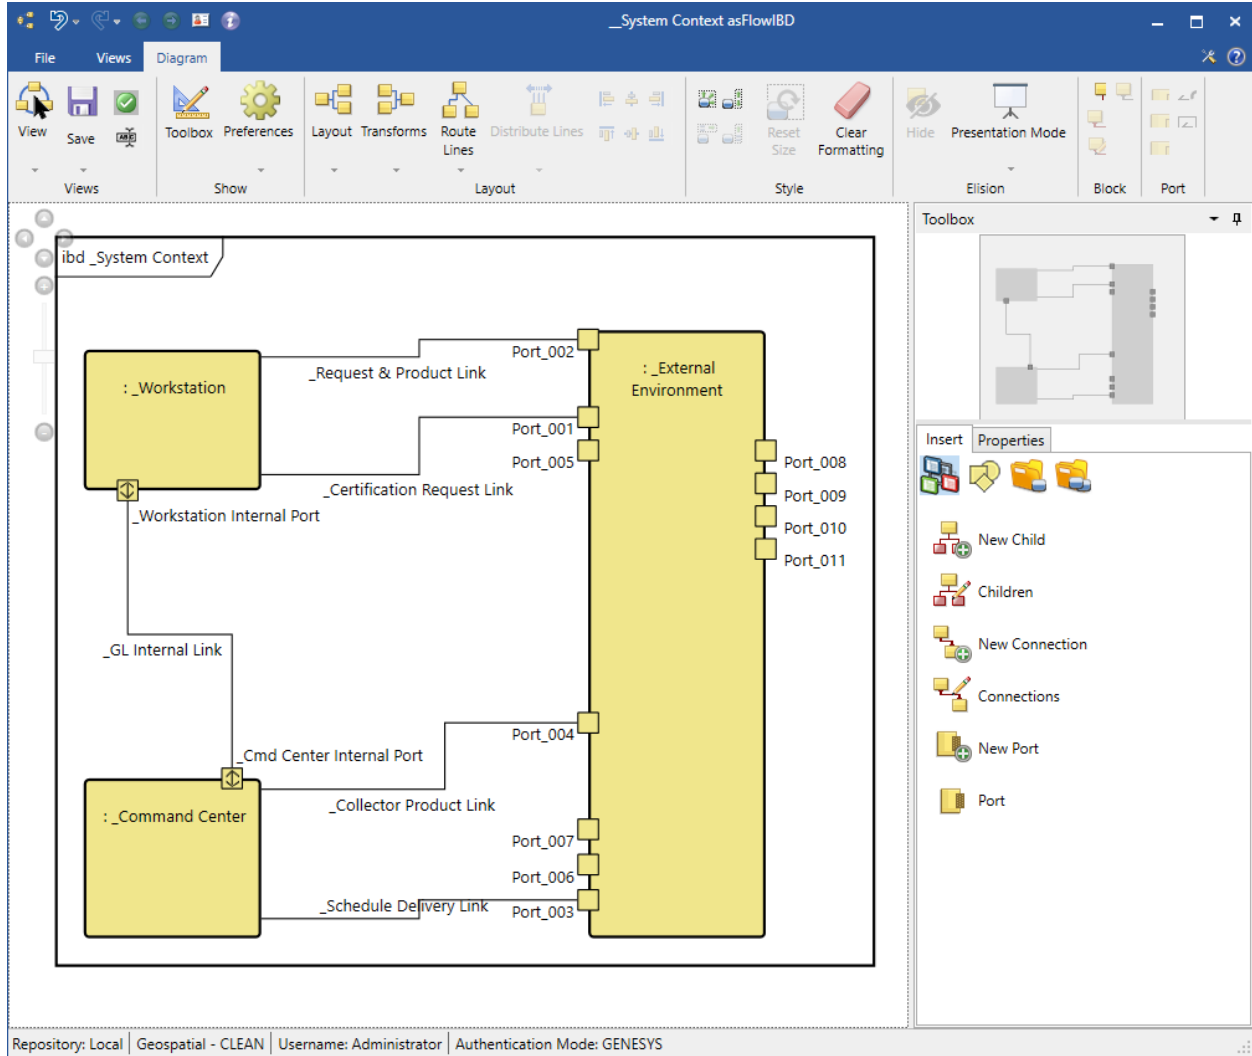 __System Context asFlowIBD
File Views Diagram
View Save Toolbox Preferences Layout Transforms Route Lines Distribute Lines Reset Size Clear Formatting Hide Presentation Mode
Views Show Layout Style Elision Block Port
Toolbox
ibd _System Context
Port_002
: _External
Environment
_Request & Product Link
: _Workstation
Port_001
Port_005
Port_008
_Certification Request Link
Port_009
_Workstation Internal Port
Port_010
Port_011
_GL Internal Link
Port_004
_Cmd Center Internal Port
_Collector Product Link
: _Command Center
Port_007
Port_006
_Schedule Delivery Link
Port_003
Insert Properties
New Child
Children
New Connection
Connections
New Port
Port
Repository: Local Geospatial - CLEAN Username: Administrator Authentication Mode: GENESYS